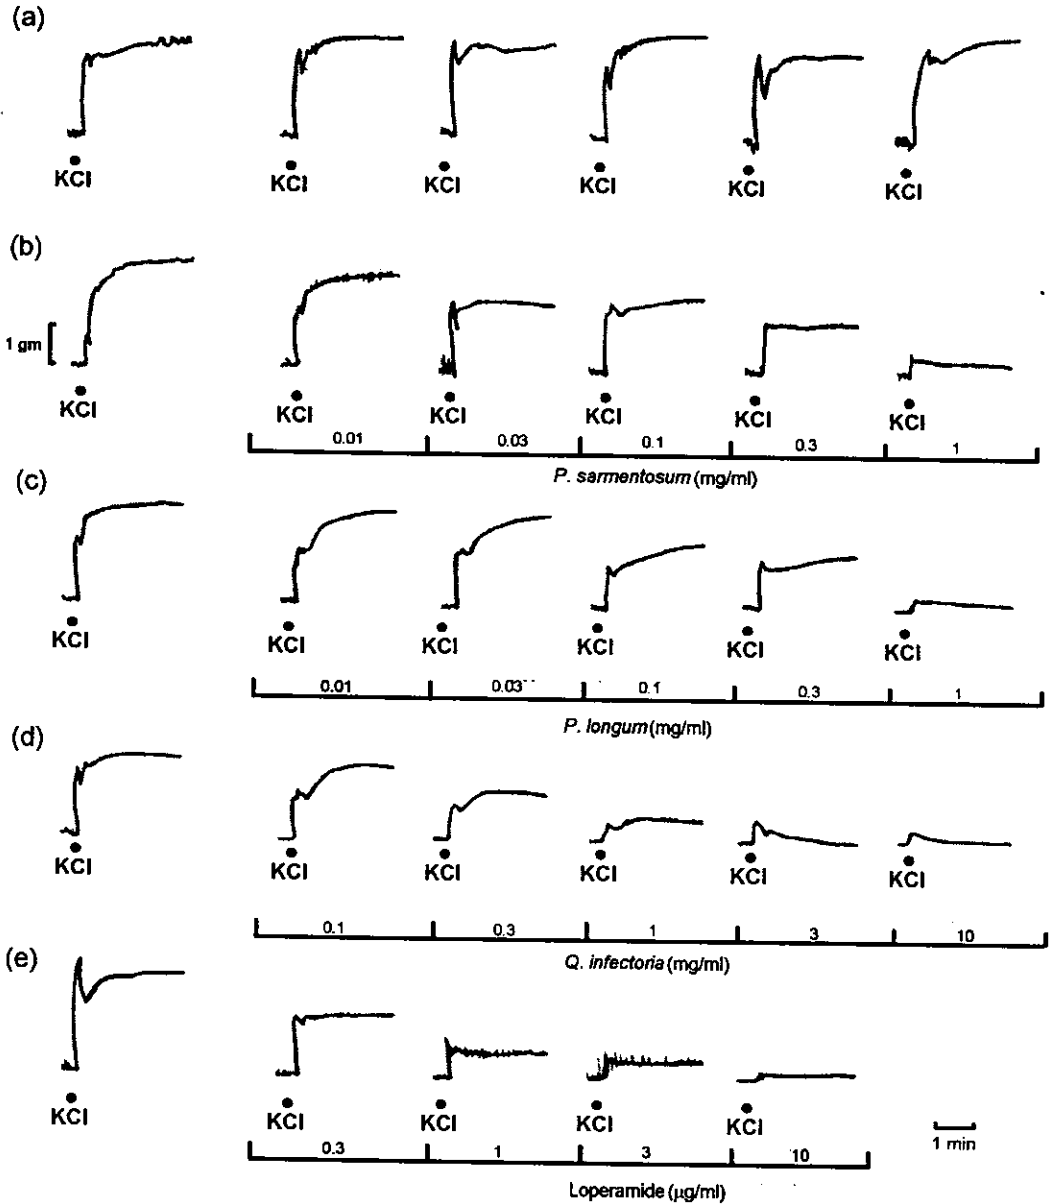 (a)
KCl KCl KCl KCl KCl KCl
(b)
1 gm
KCl KCl KCl KCl KCl KCl
0.01 0.03 0.1 0.3 1
P. sarmentosum (mg/ml)
(c)
KCl KCl KCl KCl KCl KCl
0.01 0.03 0.1 0.3 1
P. longum (mg/ml)
(d)
KCl KCl KCl KCl KCl KCl
0.1 0.3 1 3 10
Q. infectoria (mg/ml)
(e)
KCl KCl KCl KCl KCl
1 min
0.3 1 3 10
Loperamide (µg/ml)